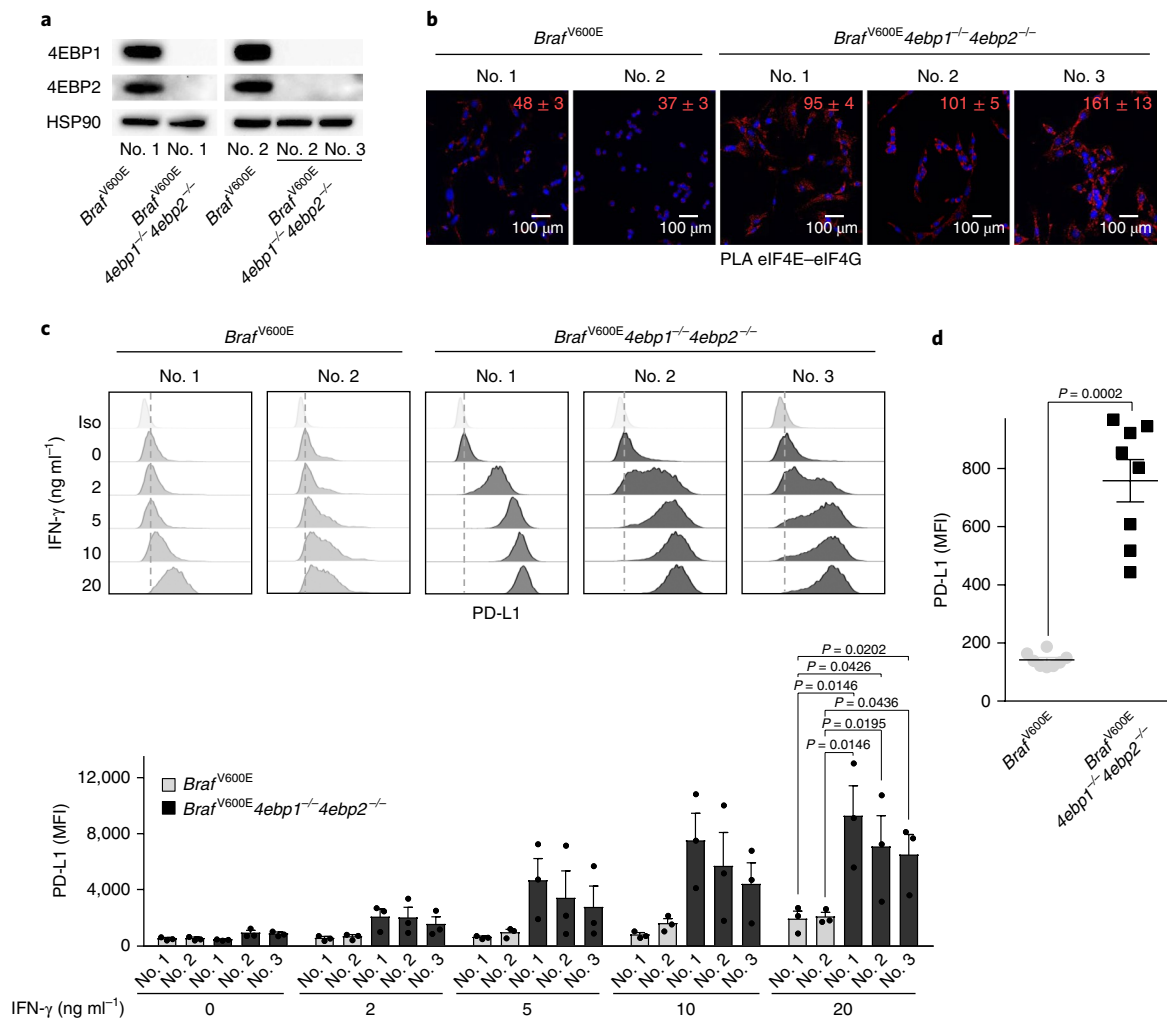 a
4EBP1
4EBP2
HSP90
No. 1 No. 1 No. 2 No. 2 No. 3
Braf^V600E
Braf^V600E
4ebp1^–/– 4ebp2^–/–
Braf^V600E
Braf^V600E
4ebp1^–/– 4ebp2^–/–
b
Braf^V600E Braf^V600E 4ebp1^–/– 4ebp2^–/–
No. 1 No. 2 No. 1 No. 2 No. 3
48 ± 3 37 ± 3 95 ± 4 101 ± 5 161 ± 13
100 μm 100 μm 100 μm 100 μm 100 μm
PLA eIF4E–eIF4G
c
Braf^V600E Braf^V600E 4ebp1^–/– 4ebp2^–/–
No. 1 No. 2 No. 1 No. 2 No. 3
IFN-γ (ng ml^–1)
Iso
0
2
5
10
20
PD-L1
PD-L1 (MFI)
12,000
8,000
4,000
0
Braf^V600E
Braf^V600E 4ebp1^–/– 4ebp2^–/–
P = 0.0202
P = 0.0426
P = 0.0146
P = 0.0436
P = 0.0195
P = 0.0146
No. 1 No. 2 No. 1 No. 2 No. 3 No. 1 No. 2 No. 1 No. 2 No. 3 No. 1 No. 2 No. 1 No. 2 No. 3 No. 1 No. 2 No. 1 No. 2 No. 3 No. 1 No. 2 No. 1 No. 2 No. 3
IFN-γ (ng ml^–1) 0 2 5 10 20
d
P = 0.0002
PD-L1 (MFI)
800
600
400
200
0
Braf^V600E
Braf^V600E
4ebp1^–/– 4ebp2^–/–